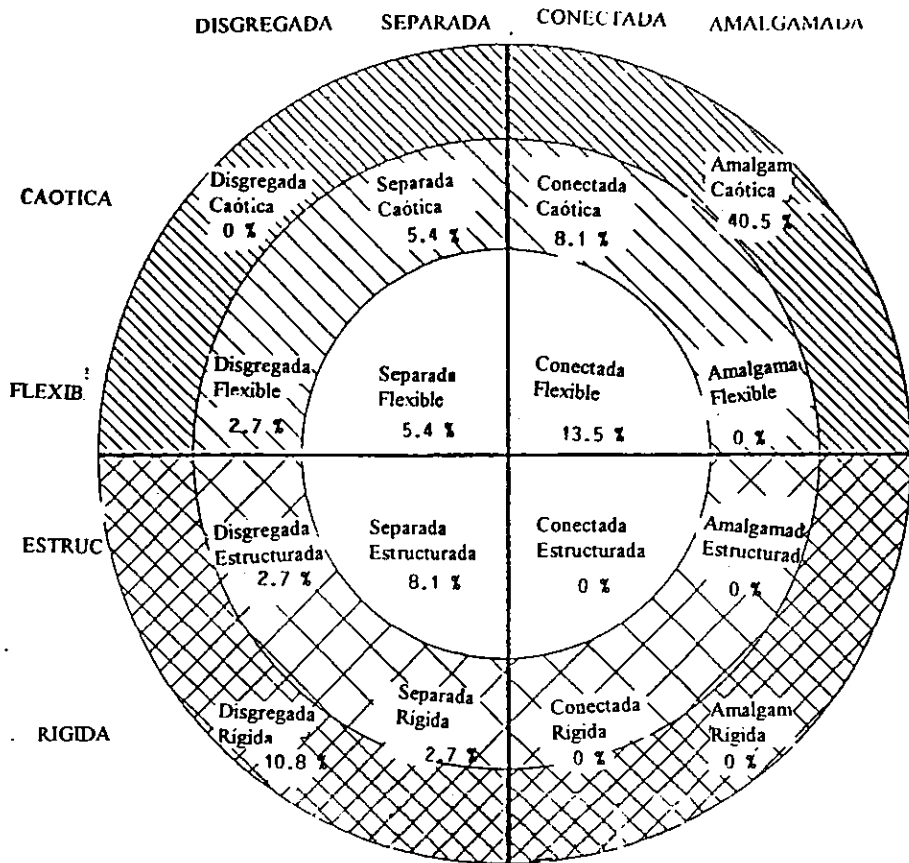 DISGREGADA SEPARADA CONECTADA AMALGAMADA
CAOTICA
Disgregada
Caótica
0 %
Separada
Caótica
5.4 %
Conectada
Caótica
8.1 %
Amalgam
Caótica
40.5 %
FLEXIB
Disgregada
Flexible
2.7 %
Separada
Flexible
5.4 %
Conectada
Flexible
13.5 %
Amalgama
Flexible
0 %
ESTRUC
Disgregada
Estructurada
2.7 %
Separada
Estructurada
8.1 %
Conectada
Estructurada
0 %
Amalgamad
Estructurad
0 %
RIGIDA
Disgregada
Rígida
10.8 %
Separada
Rígida
2.7 %
Conectada
Rígida
0 %
Amalgam
Rígida
0 %